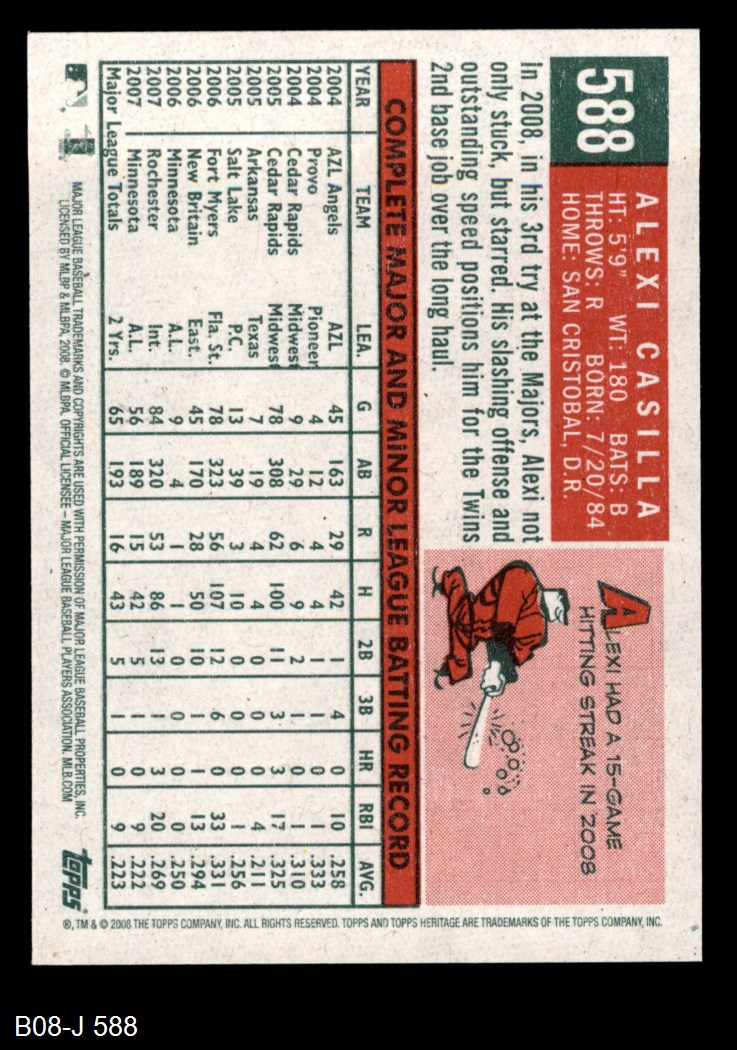 588
ALEXI CASILLA
HT: 5'9" WT: 180 BATS: B
THROWS: R BORN: 7/20/84
HOME: SAN CRISTOBAL, D.R.
In 2008, in his 3rd try at the Majors, Alexi not
only stuck, but starred. His slashing offense and
outstanding speed positions him for the Twins
2nd base job over the long haul.
ALEXI HAD A 15-GAME
HITTING STREAK IN 2008
COMPLETE MAJOR AND MINOR LEAGUE BATTING RECORD
YEAR TEAM LEA. G AB R H 2B 3B HR RBI AVG.
2004 AZL Angels AZL 45 163 29 42 1 4 0 10 .258
2004 Provo Pioneer 4 12 4 4 1 1 0 1 .333
2004 Cedar Rapids Midwest 9 29 6 9 2 1 0 1 .310
2005 Cedar Rapids Midwest 78 308 62 100 11 3 3 17 .325
2005 Arkansas Texas 7 19 4 4 0 0 0 4 .211
2005 Salt Lake P.C. 13 39 3 10 0 0 0 1 .256
2006 Fort Myers Fla. St. 78 323 56 107 12 6 0 33 .331
2006 New Britain East. 45 170 28 50 10 1 1 13 .294
2006 Minnesota A.L. 9 4 1 1 0 0 0 0 .250
2007 Rochester Int. 84 320 53 86 13 1 3 20 .269
2007 Minnesota A.L. 56 189 15 42 5 1 0 9 .222
Major League Totals 2 Yrs. 65 193 16 43 5 1 0 9 .223
MAJOR LEAGUE BASEBALL TRADEMARKS AND COPYRIGHTS ARE USED WITH PERMISSION OF MAJOR LEAGUE BASEBALL PROPERTIES, INC.
LICENSED BY MLBP & MLBPA, 2008. © MLBPA. OFFICIAL LICENSEE – MAJOR LEAGUE BASEBALL PLAYERS ASSOCIATION. MLB.COM
topps
®, TM & © 2008 THE TOPPS COMPANY, INC. ALL RIGHTS RESERVED. TOPPS AND TOPPS HERITAGE ARE TRADEMARKS OF THE TOPPS COMPANY, INC.
B08-J 588